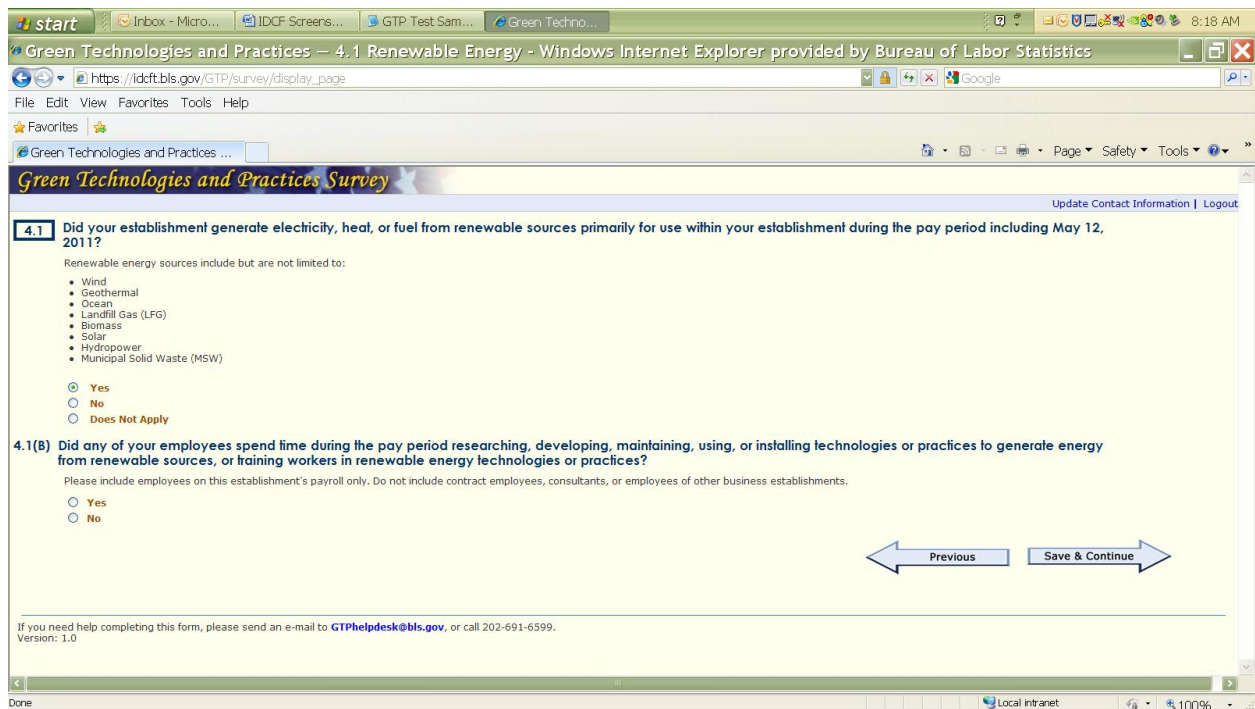 start
Inbox - Micro...
IDCF Screens...
GTP Test Sam...
Green Techno...
8:18 AM
Green Technologies and Practices — 4.1 Renewable Energy - Windows Internet Explorer provided by Bureau of Labor Statistics
https://idcft.bls.gov/GTP/survey/display_page
Google
File Edit View Favorites Tools Help
Favorites
Green Technologies and Practices ...
Page Safety Tools »
Green Technologies and Practices Survey
Update Contact Information | Logout
4.1 Did your establishment generate electricity, heat, or fuel from renewable sources primarily for use within your establishment during the pay period including May 12,
2011?
Renewable energy sources include but are not limited to:
• Wind
• Geothermal
• Ocean
• Landfill Gas (LFG)
• Biomass
• Solar
• Hydropower
• Municipal Solid Waste (MSW)
Yes
No
Does Not Apply
4.1(B) Did any of your employees spend time during the pay period researching, developing, maintaining, using, or installing technologies or practices to generate energy
from renewable sources, or training workers in renewable energy technologies or practices?
Please include employees on this establishment's payroll only. Do not include contract employees, consultants, or employees of other business establishments.
Yes
No
Previous
Save & Continue
If you need help completing this form, please send an e-mail to GTPhelpdesk@bls.gov, or call 202-691-6599.
Version: 1.0
Done
Local intranet
100%